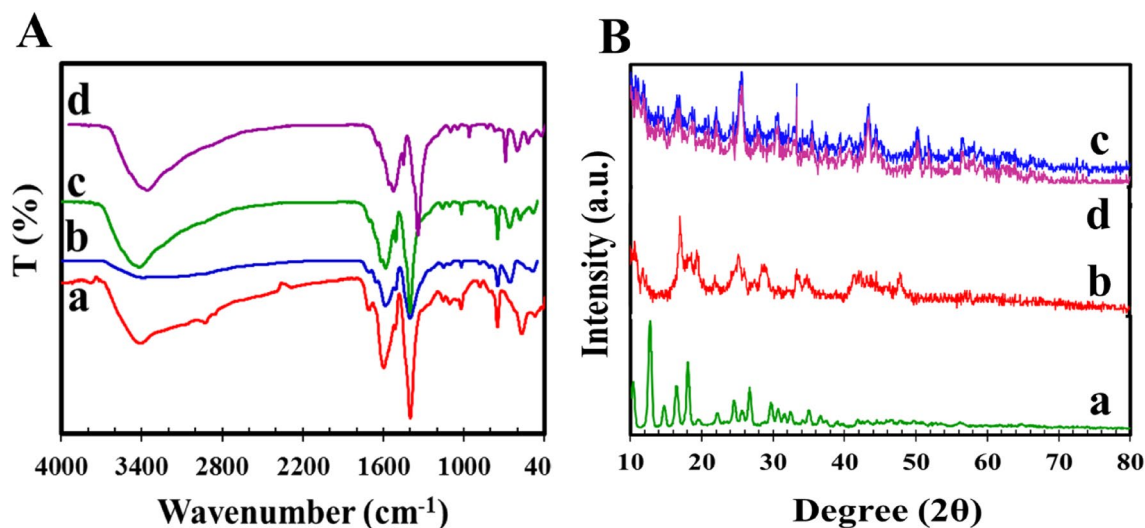 A
B
d
c
b
a
T (%)
4000 3400 2800 2200 1600 1000 40
Wavenumber (cm-1)
c
d
b
a
Intensity (a.u.)
10 20 30 40 50 60 70 80
Degree (2θ)